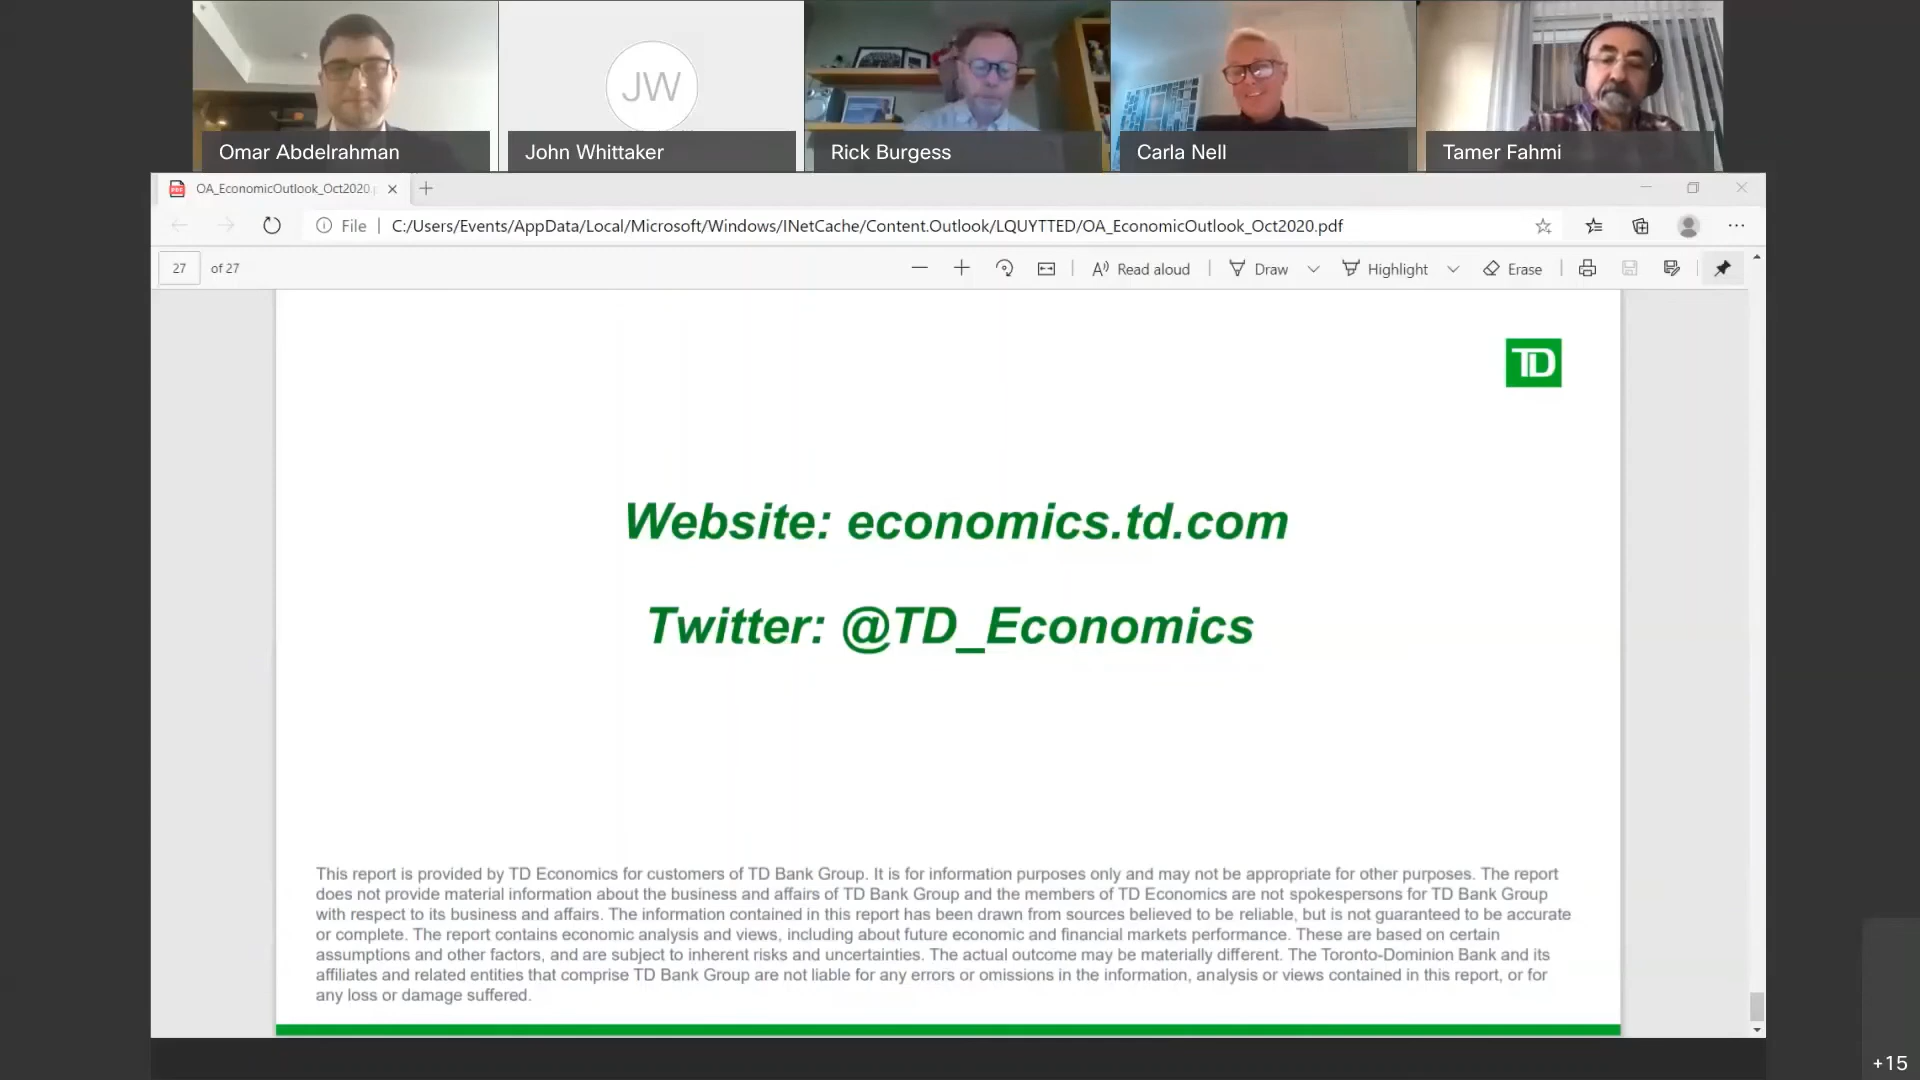 JW
Omar Abdelrahman
John Whittaker
Rick Burgess
Carla Nell
Tamer Fahmi
OA_EconomicOutlook_Oct2020.p
File
C:/Users/Events/AppData/Local/Microsoft/Windows/INetCache/Content.Outlook/LQUYTTED/OA_EconomicOutlook_Oct2020.pdf
27 of 27
Read aloud
Draw
Highlight
Erase
TD
Website: economics.td.com
Twitter: @TD_Economics
This report is provided by TD Economics for customers of TD Bank Group. It is for information purposes only and may not be appropriate for other purposes. The report
does not provide material information about the business and affairs of TD Bank Group and the members of TD Economics are not spokespersons for TD Bank Group
with respect to its business and affairs. The information contained in this report has been drawn from sources believed to be reliable, but is not guaranteed to be accurate
or complete. The report contains economic analysis and views, including about future economic and financial markets performance. These are based on certain
assumptions and other factors, and are subject to inherent risks and uncertainties. The actual outcome may be materially different. The Toronto-Dominion Bank and its
affiliates and related entities that comprise TD Bank Group are not liable for any errors or omissions in the information, analysis or views contained in this report, or for
any loss or damage suffered.
+15